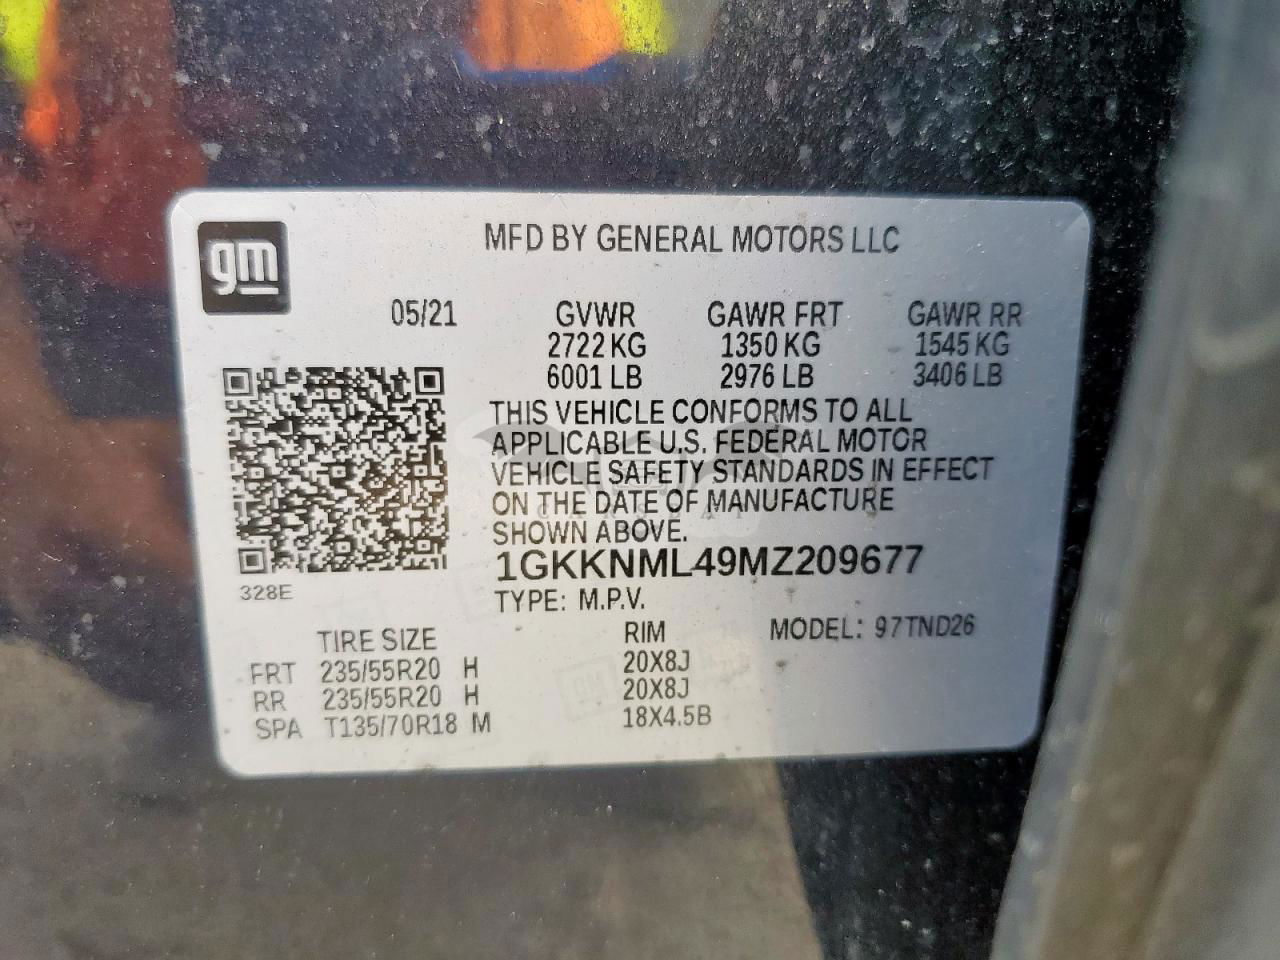 gm
MFD BY GENERAL MOTORS LLC
05/21 GVWR GAWR FRT GAWR RR
2722 KG 1350 KG 1545 KG
6001 LB 2976 LB 3406 LB
THIS VEHICLE CONFORMS TO ALL
APPLICABLE U.S. FEDERAL MOTOR
VEHICLE SAFETY STANDARDS IN EFFECT
ON THE DATE OF MANUFACTURE
SHOWN ABOVE.
1GKKNML49MZ209677
328E
TYPE: M.P.V.
TIRE SIZE RIM MODEL: 97TND26
FRT 235/55R20 H 20X8J
RR 235/55R20 H 20X8J
SPA T135/70R18 M 18X4.5B